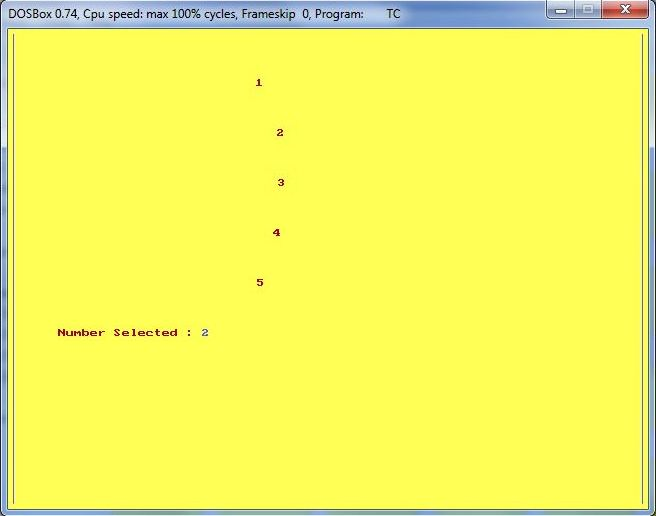 DOSBox 0.74, Cpu speed: max 100% cycles, Frameskip  0, Program:       TC
1
2
3
4
5
Number Selected : 2